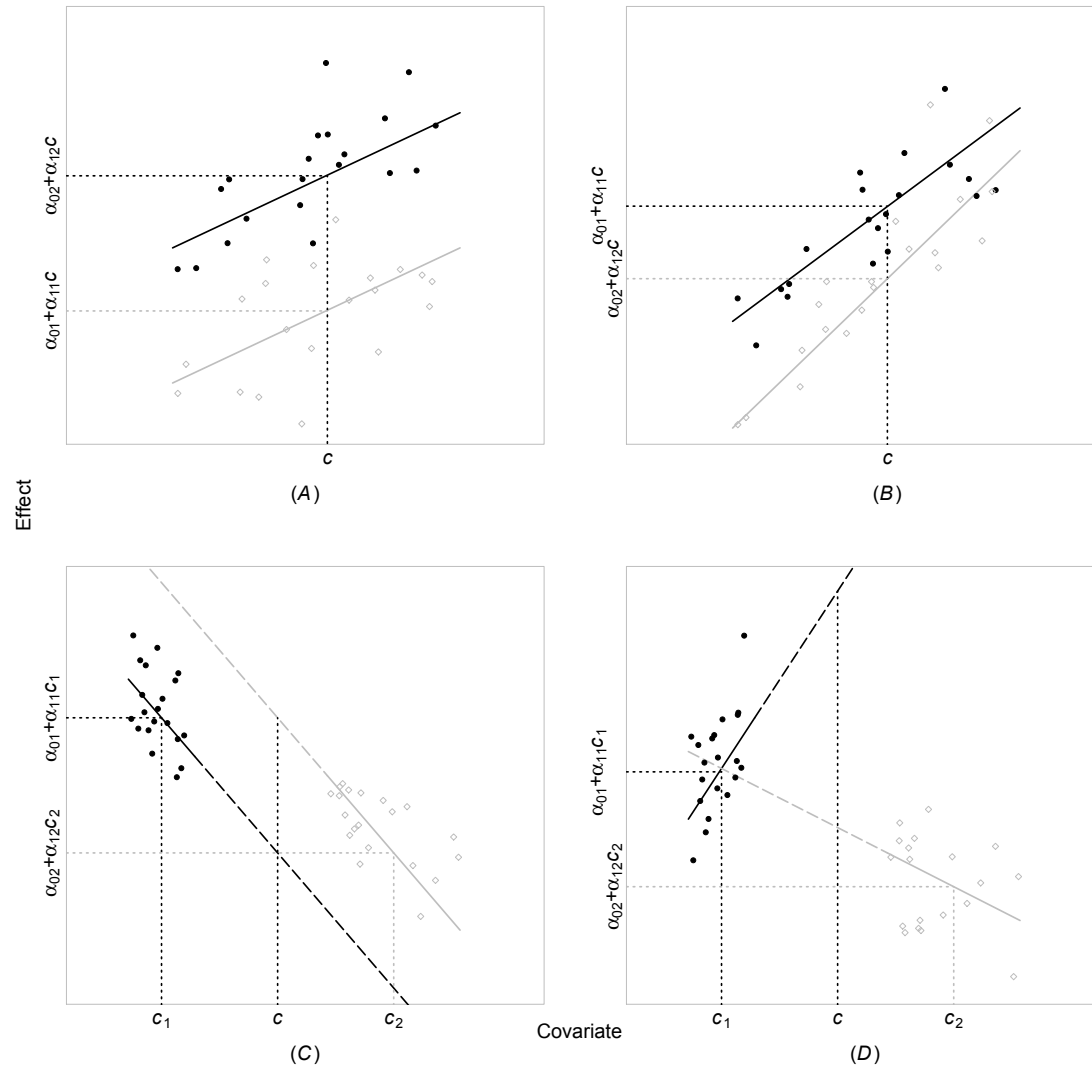 α02+α12c
α01+α11c
c
(A)
α01+α11c
α02+α12c
c
(B)
Effect
α01+α11c1
α02+α12c2
c1
c
c2
(C)
α01+α11c1
α02+α12c2
c1
c
c2
(D)
Covariate